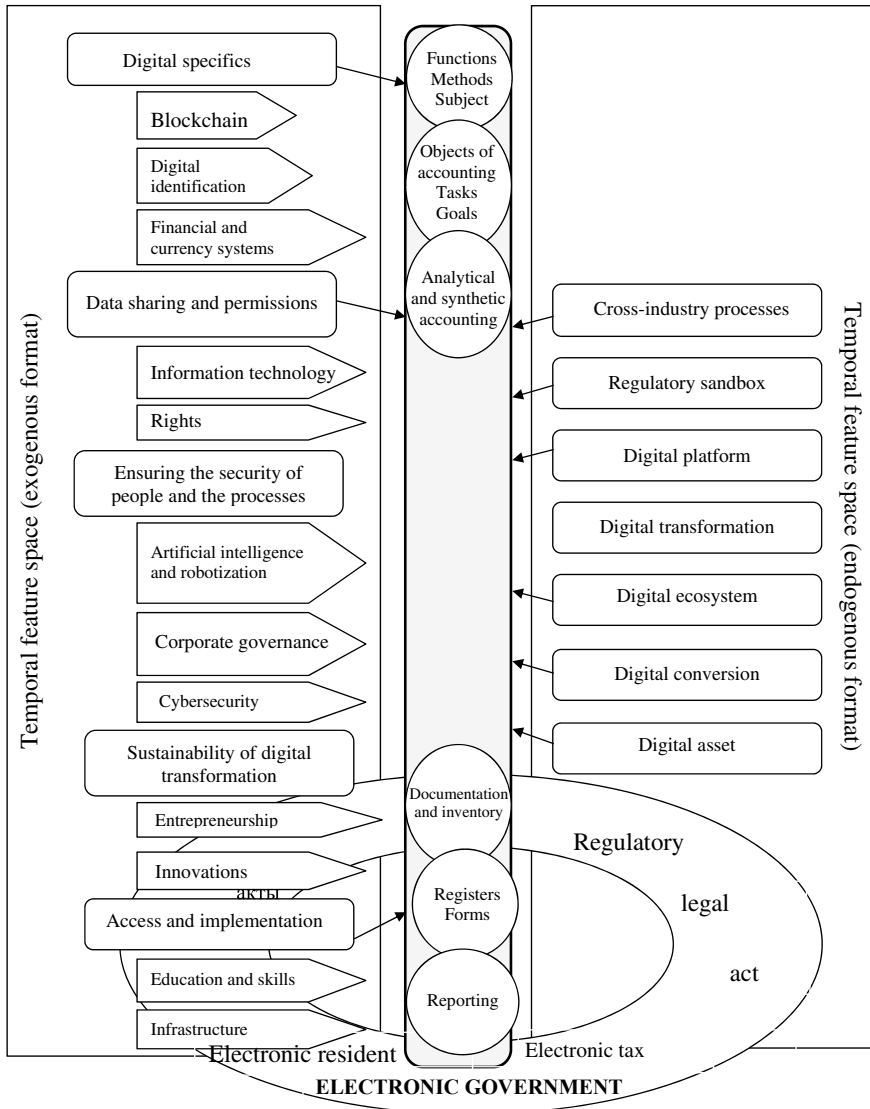 Temporal feature space (exogenous format)
Digital specifics
Blockchain
Digital
identification
Financial and
currency systems
Data sharing and permissions
Information technology
Rights
Ensuring the security of
people and the processes
Artificial intelligence
and robotization
Corporate governance
Cybersecurity
Sustainability of digital
transformation
Entrepreneurship
Innovations
акты
Access and implementation
Education and skills
Infrastructure
Functions
Methods
Subject
Objects of
accounting
Tasks
Goals
Analytical
and synthetic
accounting
Documentation
and inventory
Registers
Forms
Reporting
Cross-industry processes
Regulatory sandbox
Digital platform
Digital transformation
Digital ecosystem
Digital conversion
Digital asset
Temporal feature space (endogenous format)
Regulatory
legal
act
Electronic resident
Electronic tax
ELECTRONIC GOVERNMENT